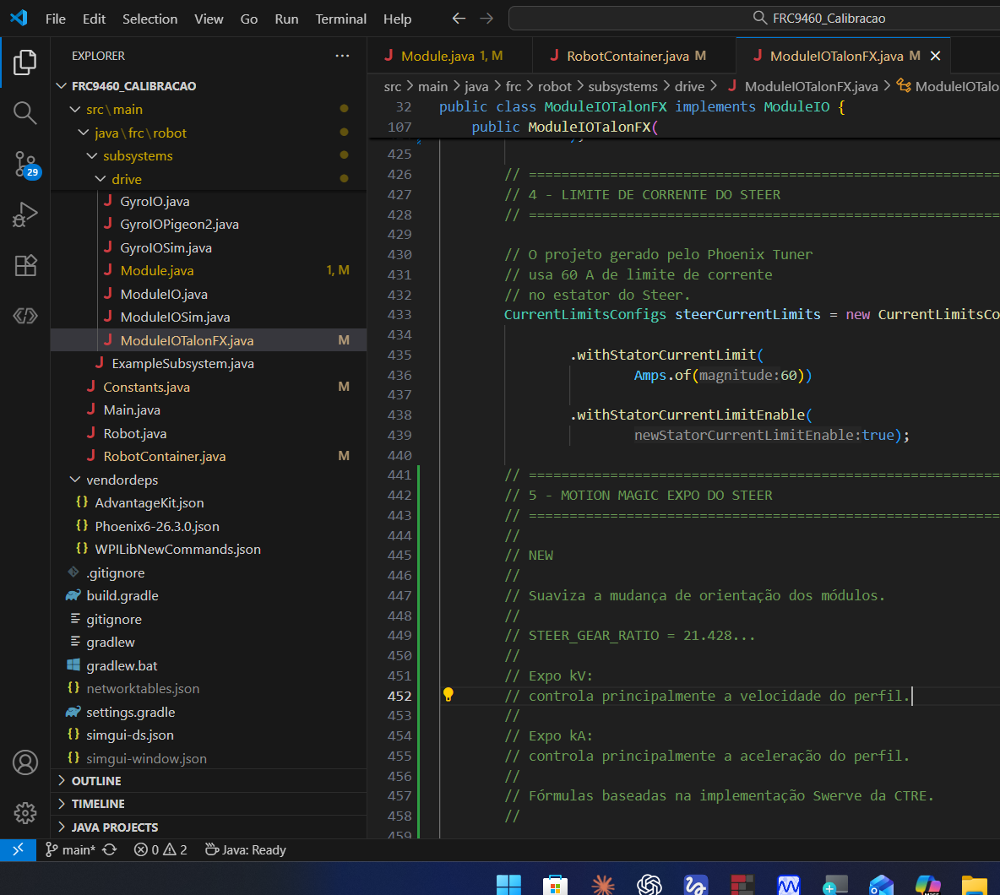 File Edit Selection View Go Run Terminal Help FRC9460_Calibracao
EXPLORER
Module.java 1, M
RobotContainer.java M
ModuleIOTalonFX.java M
src > main > java > frc > robot > subsystems > drive > ModuleIOTalonFX.java > ModuleIOTalo
FRC9460_CALIBRACAO
src\main
java\frc\robot
subsystems
drive
GyroIO.java
GyroIOPigeon2.java
GyroIOSim.java
Module.java 1, M
ModuleIO.java
ModuleIOSim.java
ModuleIOTalonFX.java M
ExampleSubsystem.java
Constants.java M
Main.java
Robot.java
RobotContainer.java M
vendordeps
AdvantageKit.json
Phoenix6-26.3.0.json
WPILibNewCommands.json
.gitignore
build.gradle
gitignore
gradlew
gradlew.bat
networktables.json
settings.gradle
simgui-ds.json
simgui-window.json
OUTLINE
TIMELINE
JAVA PROJECTS
29
32 public class ModuleIOTalonFX implements ModuleIO {
107 public ModuleIOTalonFX(
425
426 // ==========================================================
427 // 4 - LIMITE DE CORRENTE DO STEER
428 // ==========================================================
429
430 // O projeto gerado pelo Phoenix Tuner
431 // usa 60 A de limite de corrente
432 // no estator do Steer.
433 CurrentLimitsConfigs steerCurrentLimits = new CurrentLimitsCo
434
435 .withStatorCurrentLimit(
436 Amps.of(magnitude:60))
437
438 .withStatorCurrentLimitEnable(
439 newStatorCurrentLimitEnable:true);
440
441 // ==========================================================
442 // 5 - MOTION MAGIC EXPO DO STEER
443 // ==========================================================
444 //
445 // NEW
446 //
447 // Suaviza a mudança de orientação dos módulos.
448 //
449 // STEER_GEAR_RATIO = 21.428...
450 //
451 // Expo kV:
452 // controla principalmente a velocidade do perfil.
453 //
454 // Expo kA:
455 // controla principalmente a aceleração do perfil.
456 //
457 // Fórmulas baseadas na implementação Swerve da CTRE.
458 //
459
main* 0 2 Java: Ready